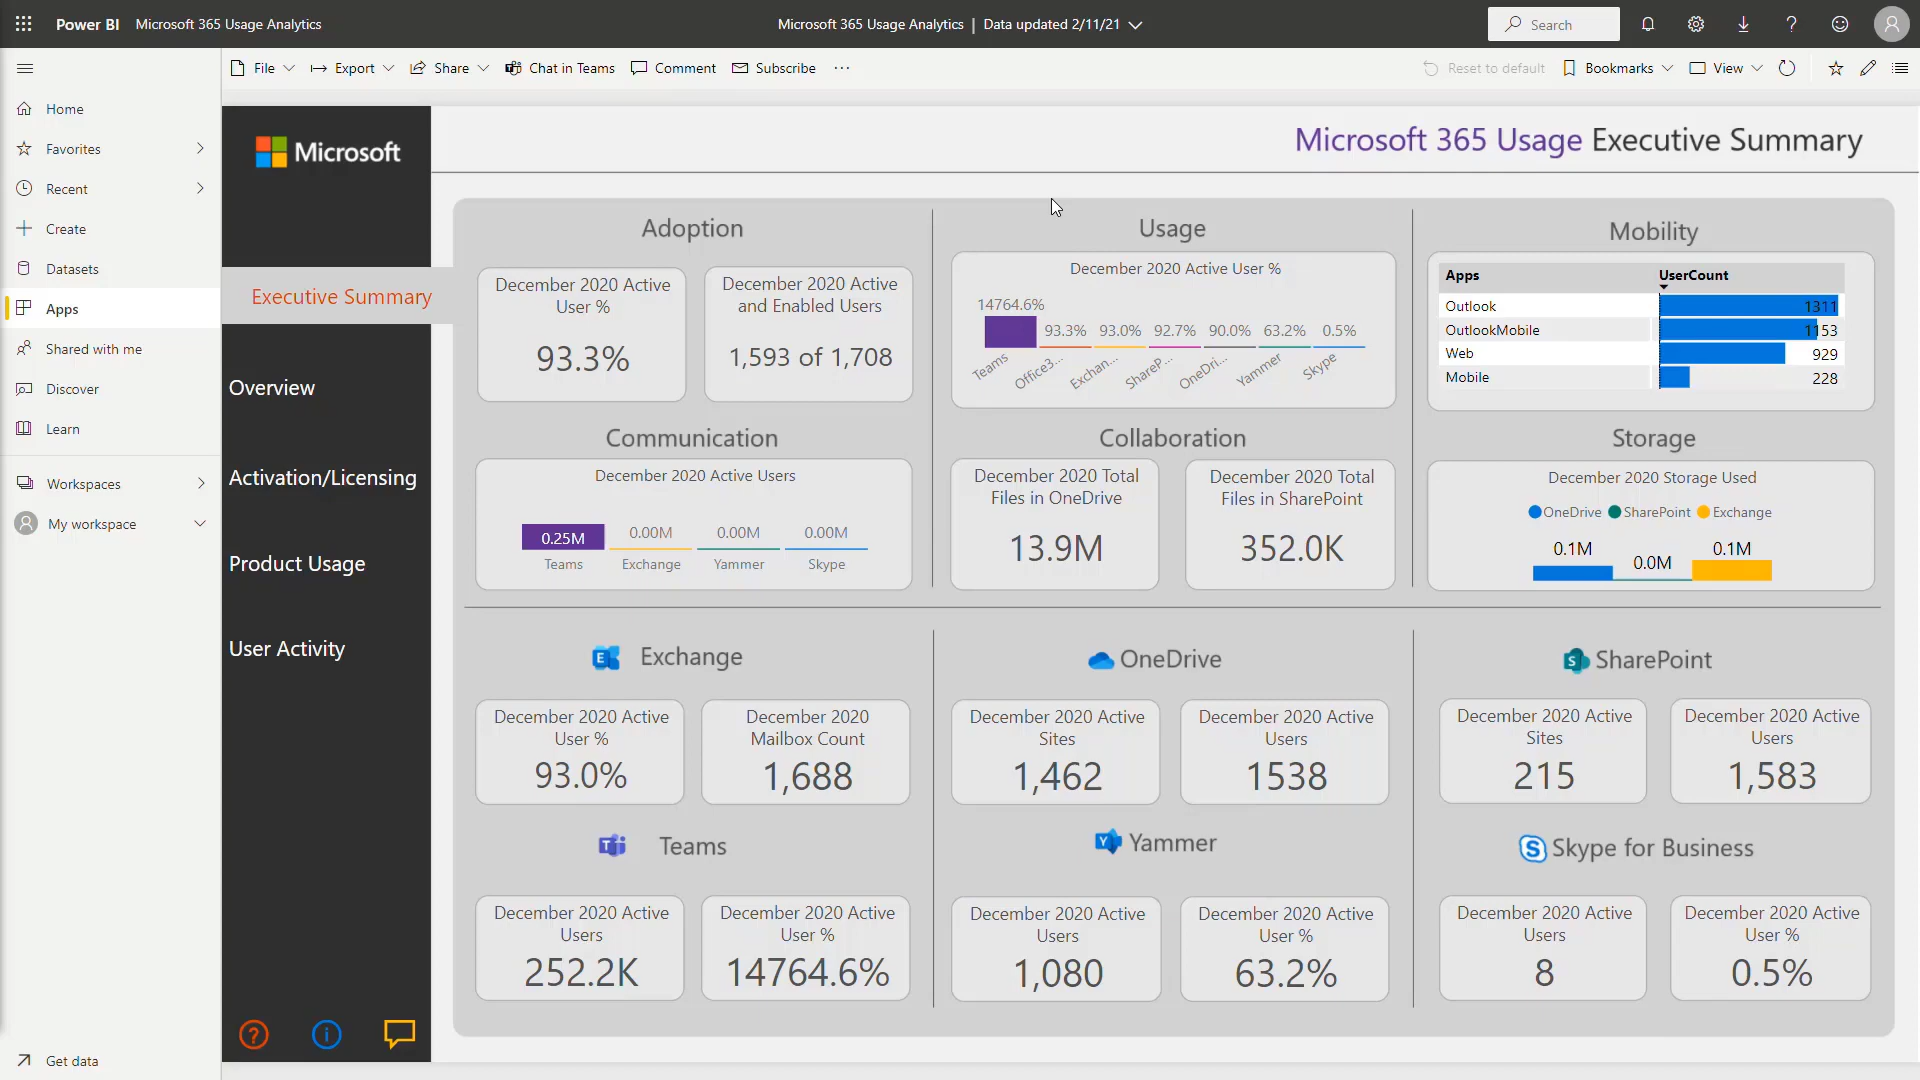 Power BI
Microsoft 365 Usage Analytics
Microsoft 365 Usage Analytics | Data updated 2/11/21
Search
File
Export
Share
Chat in Teams
Comment
Subscribe
Reset to default
Bookmarks
View
Home
Favorites
Recent
Create
Datasets
Apps
Shared with me
Discover
Learn
Workspaces
My workspace
Get data
Microsoft
Executive Summary
Overview
Activation/Licensing
Product Usage
User Activity
Microsoft 365 Usage Executive Summary
Adoption
December 2020 Active
User %
93.3%
December 2020 Active
and Enabled Users
1,593 of 1,708
Usage
December 2020 Active User %
14764.6%
93.3%
93.0%
92.7%
90.0%
63.2%
0.5%
Teams
Office3...
Exchan...
ShareP...
OneDri...
Yammer
Skype
Mobility
Apps UserCount
Outlook 1311
OutlookMobile 1153
Web 929
Mobile 228
Communication
December 2020 Active Users
0.25M
0.00M
0.00M
0.00M
Teams
Exchange
Yammer
Skype
Collaboration
December 2020 Total
Files in OneDrive
13.9M
December 2020 Total
Files in SharePoint
352.0K
Storage
December 2020 Storage Used
OneDrive SharePoint Exchange
0.1M
0.0M
0.1M
Exchange
December 2020 Active
User %
93.0%
December 2020
Mailbox Count
1,688
OneDrive
December 2020 Active
Sites
1,462
December 2020 Active
Users
1538
SharePoint
December 2020 Active
Sites
215
December 2020 Active
Users
1,583
Teams
December 2020 Active
Users
252.2K
December 2020 Active
User %
14764.6%
Yammer
December 2020 Active
Users
1,080
December 2020 Active
User %
63.2%
Skype for Business
December 2020 Active
Users
8
December 2020 Active
User %
0.5%